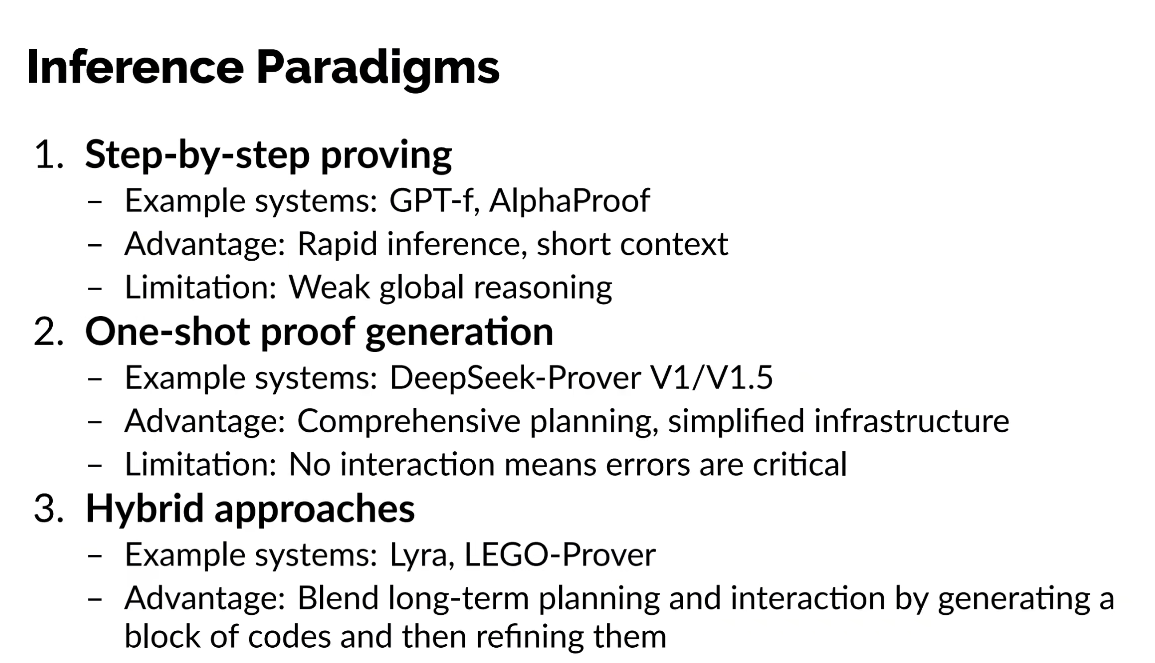 Inference Paradigms
1. Step-by-step proving
– Example systems: GPT-f, AlphaProof
– Advantage: Rapid inference, short context
– Limitation: Weak global reasoning
2. One-shot proof generation
– Example systems: DeepSeek-Prover V1/V1.5
– Advantage: Comprehensive planning, simplified infrastructure
– Limitation: No interaction means errors are critical
3. Hybrid approaches
– Example systems: Lyra, LEGO-Prover
– Advantage: Blend long-term planning and interaction by generating a
block of codes and then refining them